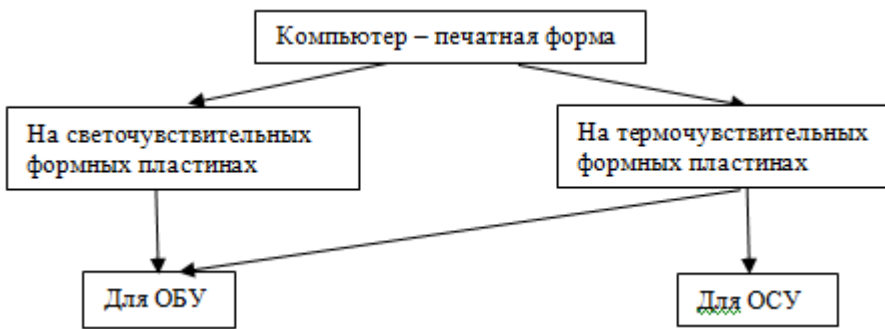 Компьютер – печатная форма
На светочувствительных
формных пластинах
На термочувствительных
формных пластинах
Для ОБУ
Для ОСУ